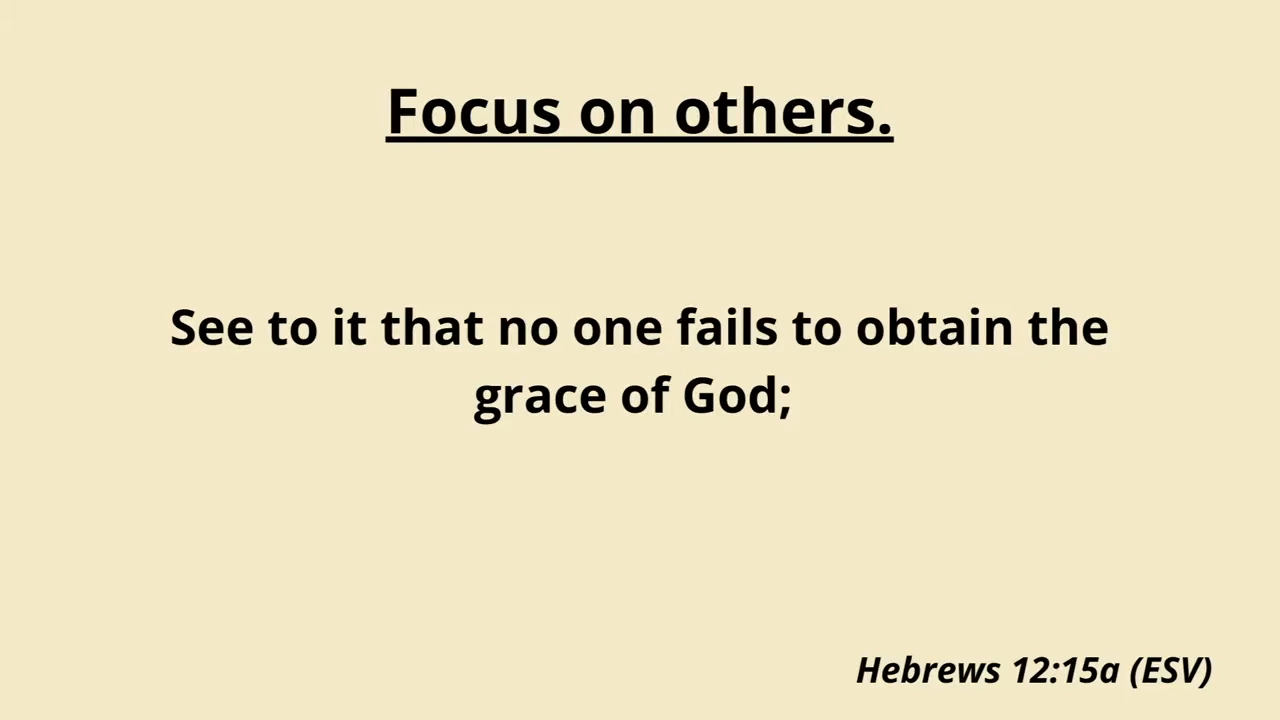 Focus on others.
See to it that no one fails to obtain the
grace of God;
Hebrews 12:15a (ESV)